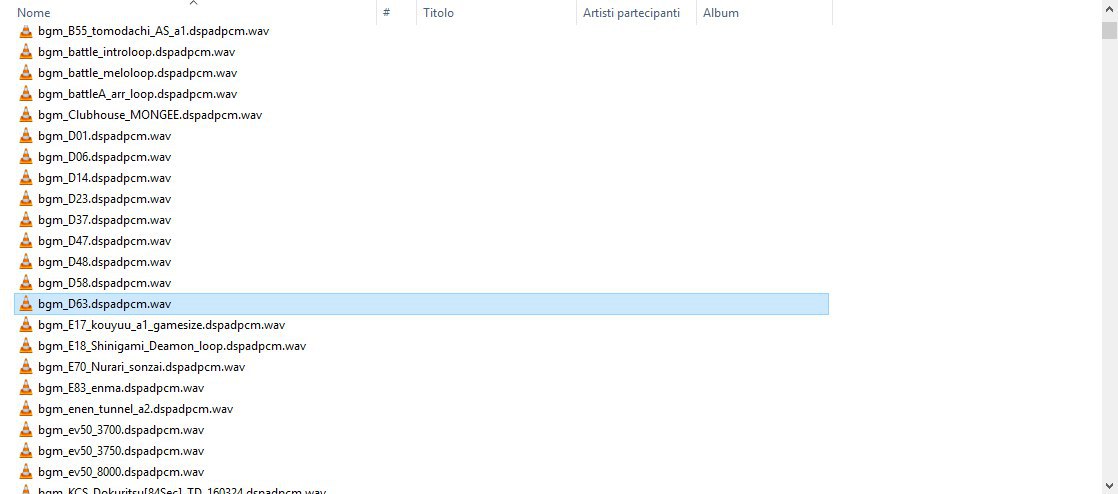 Nome # Titolo Artisti partecipanti Album
bgm_B55_tomodachi_AS_a1.dspadpcm.wav
bgm_battle_introloop.dspadpcm.wav
bgm_battle_meloloop.dspadpcm.wav
bgm_battleA_arr_loop.dspadpcm.wav
bgm_Clubhouse_MONGEE.dspadpcm.wav
bgm_D01.dspadpcm.wav
bgm_D06.dspadpcm.wav
bgm_D14.dspadpcm.wav
bgm_D23.dspadpcm.wav
bgm_D37.dspadpcm.wav
bgm_D47.dspadpcm.wav
bgm_D48.dspadpcm.wav
bgm_D58.dspadpcm.wav
bgm_D63.dspadpcm.wav
bgm_E17_kouyuu_a1_gamesize.dspadpcm.wav
bgm_E18_Shinigami_Deamon_loop.dspadpcm.wav
bgm_E70_Nurari_sonzai.dspadpcm.wav
bgm_E83_enma.dspadpcm.wav
bgm_enen_tunnel_a2.dspadpcm.wav
bgm_ev50_3700.dspadpcm.wav
bgm_ev50_3750.dspadpcm.wav
bgm_ev50_8000.dspadpcm.wav
bgm_KCS_Dokuritsu[84Sec]_TD_160324.dspadpcm.wav